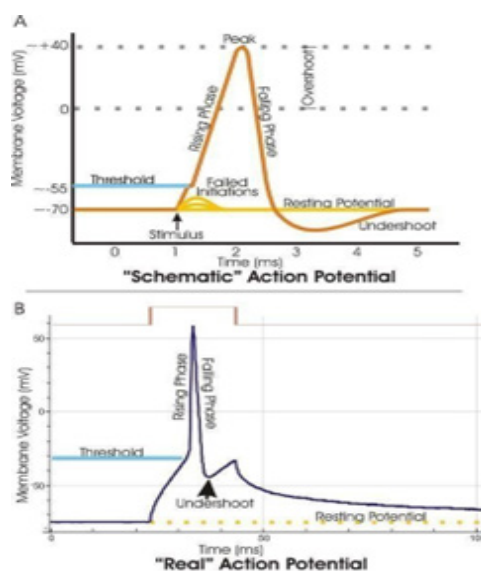 A
~+40
Peak
Membrane Voltage (mV)
Overshoot
0
Rising Phase
Falling Phase
Threshold
Failed
Initiations
~-55
Resting Potential
~-70
Stimulus
Undershoot
0 1 2 3 4 5
Time (ms)
"Schematic" Action Potential
B
50
Membrane Voltage (mV)
Rising Phase
Falling Phase
0
Threshold
50
Undershoot
Resting Potential
50
Time (ms)
"Real" Action Potential